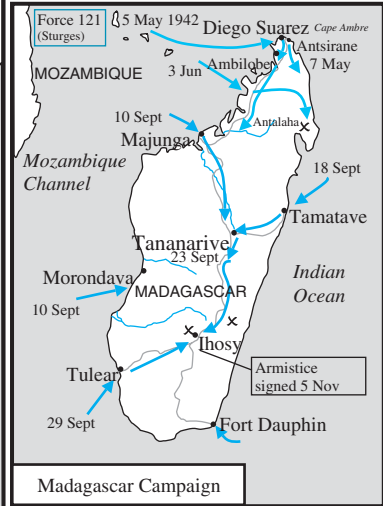 Force 121
(Sturges)
5 May 1942
Diego Suarez
Cape Ambre
Antsirane
7 May
Ambilobe
3 Jun
MOZAMBIQUE
10 Sept
Antalaha
Majunga
Mozambique
Channel
18 Sept
Tamatave
Tananarive
23 Sept
Indian
Ocean
Morondava
MADAGASCAR
10 Sept
Ihosy
Armistice
signed 5 Nov
Tulear
29 Sept
Fort Dauphin
Madagascar Campaign